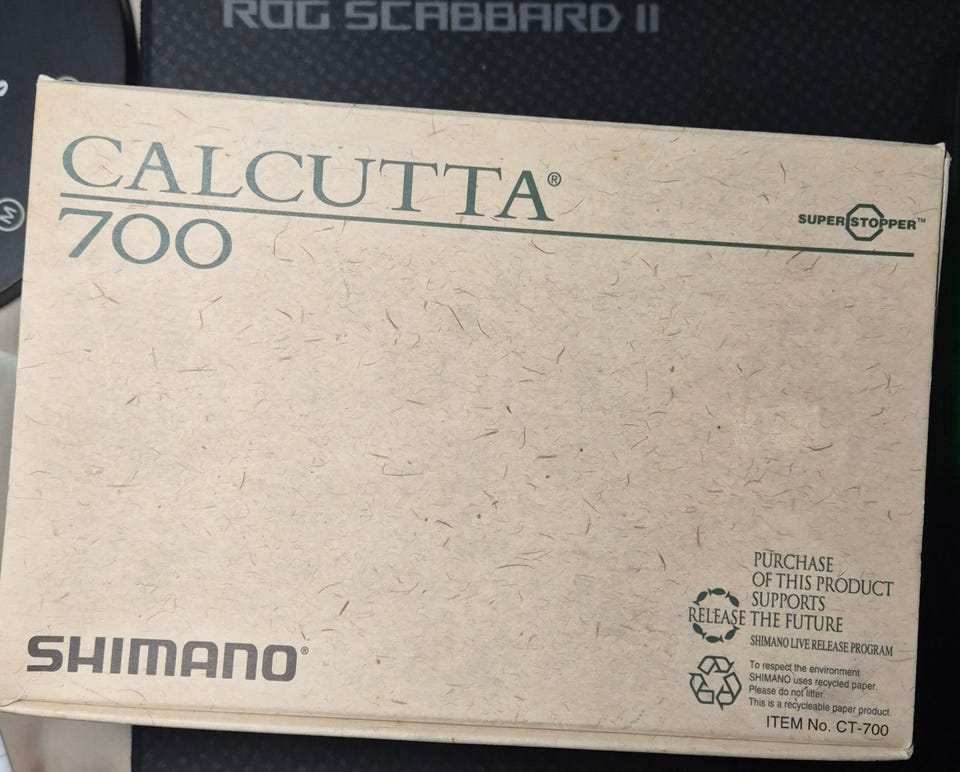 ROG SCABBARD II
CALCUTTA®
700
SUPER STOPPER™
PURCHASE
OF THIS PRODUCT
SUPPORTS
RELEASE THE FUTURE
SHIMANO LIVE RELEASE PROGRAM
SHIMANO®
To respect the environment
SHIMANO uses recycled paper.
Please do not litter.
This is a recycleable paper product.
ITEM No. CT-700
M